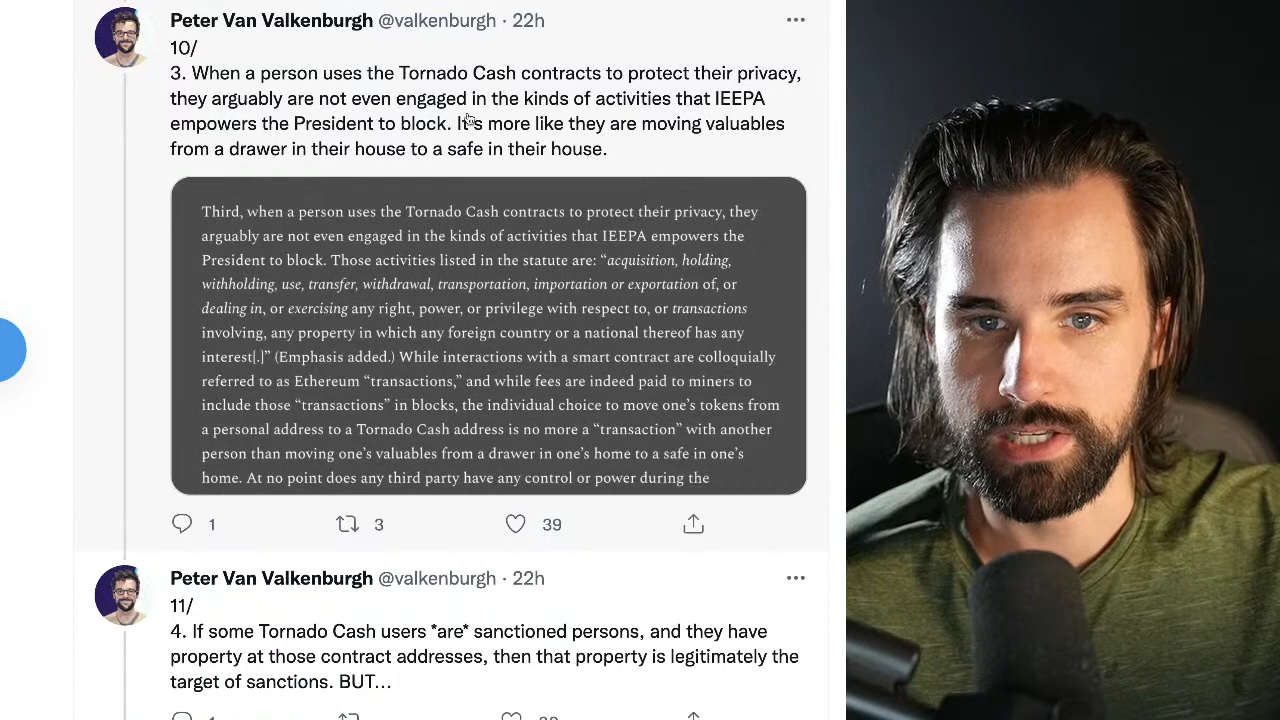 Peter Van Valkenburgh @valkenburgh · 22h
10/
3. When a person uses the Tornado Cash contracts to protect their privacy,
they arguably are not even engaged in the kinds of activities that IEEPA
empowers the President to block. It's more like they are moving valuables
from a drawer in their house to a safe in their house.
Third, when a person uses the Tornado Cash contracts to protect their privacy, they
arguably are not even engaged in the kinds of activities that IEEPA empowers the
President to block. Those activities listed in the statute are: “acquisition, holding,
withholding, use, transfer, withdrawal, transportation, importation or exportation of, or
dealing in, or exercising any right, power, or privilege with respect to, or transactions
involving, any property in which any foreign country or a national thereof has any
interest[.]” (Emphasis added.) While interactions with a smart contract are colloquially
referred to as Ethereum “transactions,” and while fees are indeed paid to miners to
include those “transactions” in blocks, the individual choice to move one’s tokens from
a personal address to a Tornado Cash address is no more a “transaction” with another
person than moving one’s valuables from a drawer in one’s home to a safe in one’s
home. At no point does any third party have any control or power during the
1 3 39
Peter Van Valkenburgh @valkenburgh · 22h
11/
4. If some Tornado Cash users *are* sanctioned persons, and they have
property at those contract addresses, then that property is legitimately the
target of sanctions. BUT...